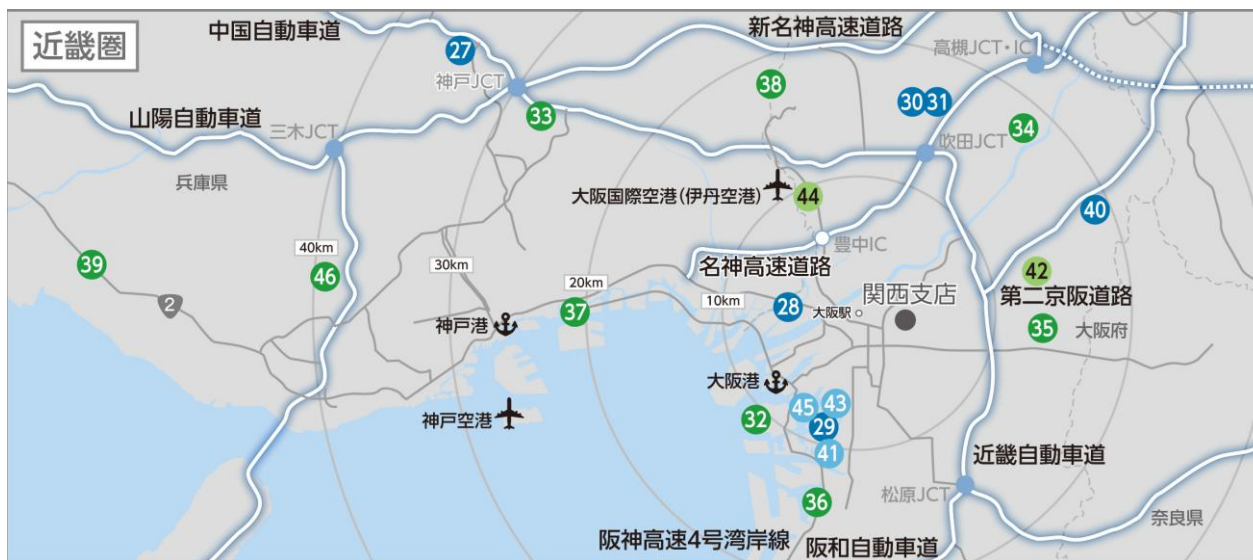 近畿圏
中国自動車道
27
神戸JCT
新名神高速道路
高槻JCT・IC
38
30
31
33
34
山陽自動車道
三木JCT
吹田JCT
兵庫県
大阪国際空港(伊丹空港)
44
40
豊中IC
39
40km
46
30km
名神高速道路
42
20km
10km
28
関西支店
第二京阪道路
2
37
大阪駅
35
大阪府
神戸港
大阪港
45
43
神戸空港
32
29
41
近畿自動車道
松原JCT
36
奈良県
阪神高速4号湾岸線
阪和自動車道